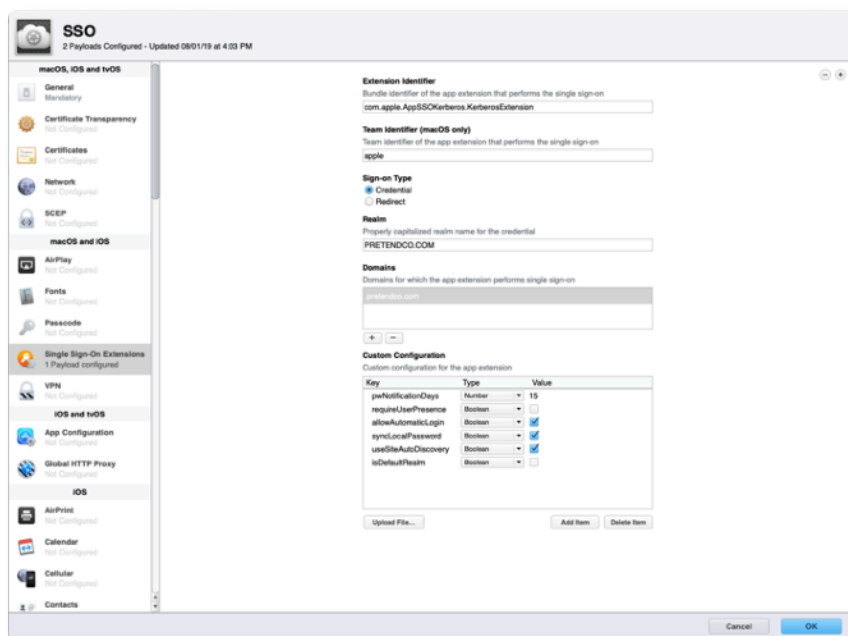 SSO
2 Payloads Configured - Updated 08/01/19 at 4:03 PM
macOS, iOS and tvOS
General
Mandatory
Certificate Transparency
Not Configured
Certificates
Not Configured
Network
Not Configured
SCEP
Not Configured
macOS and iOS
AirPlay
Not Configured
Fonts
Not Configured
Passcode
Not Configured
Single Sign-On Extensions
1 Payload configured
VPN
Not Configured
iOS and tvOS
App Configuration
Not Configured
Global HTTP Proxy
Not Configured
iOS
AirPrint
Not Configured
Calendar
Not Configured
Cellular
Not Configured
Contacts
Extension Identifier
Bundle identifier of the app extension that performs the single sign-on
com.apple.AppSSOKerberos.KerberosExtension
Team Identifier (macOS only)
Team identifier of the app extension that performs the single sign-on
apple
Sign-on Type
Credential
Redirect
Realm
Properly capitalized realm name for the credential
PRETENDCO.COM
Domains
Domains for which the app extension performs single sign-on
pretendco.com
+ −
Custom Configuration
Custom configuration for the app extension
Key Type Value
pwNotificationDays Number 15
requireUserPresence Boolean
allowAutomaticLogin Boolean
syncLocalPassword Boolean
useSiteAutoDiscovery Boolean
isDefaultRealm Boolean
Upload File... Add Item Delete Item
Cancel OK